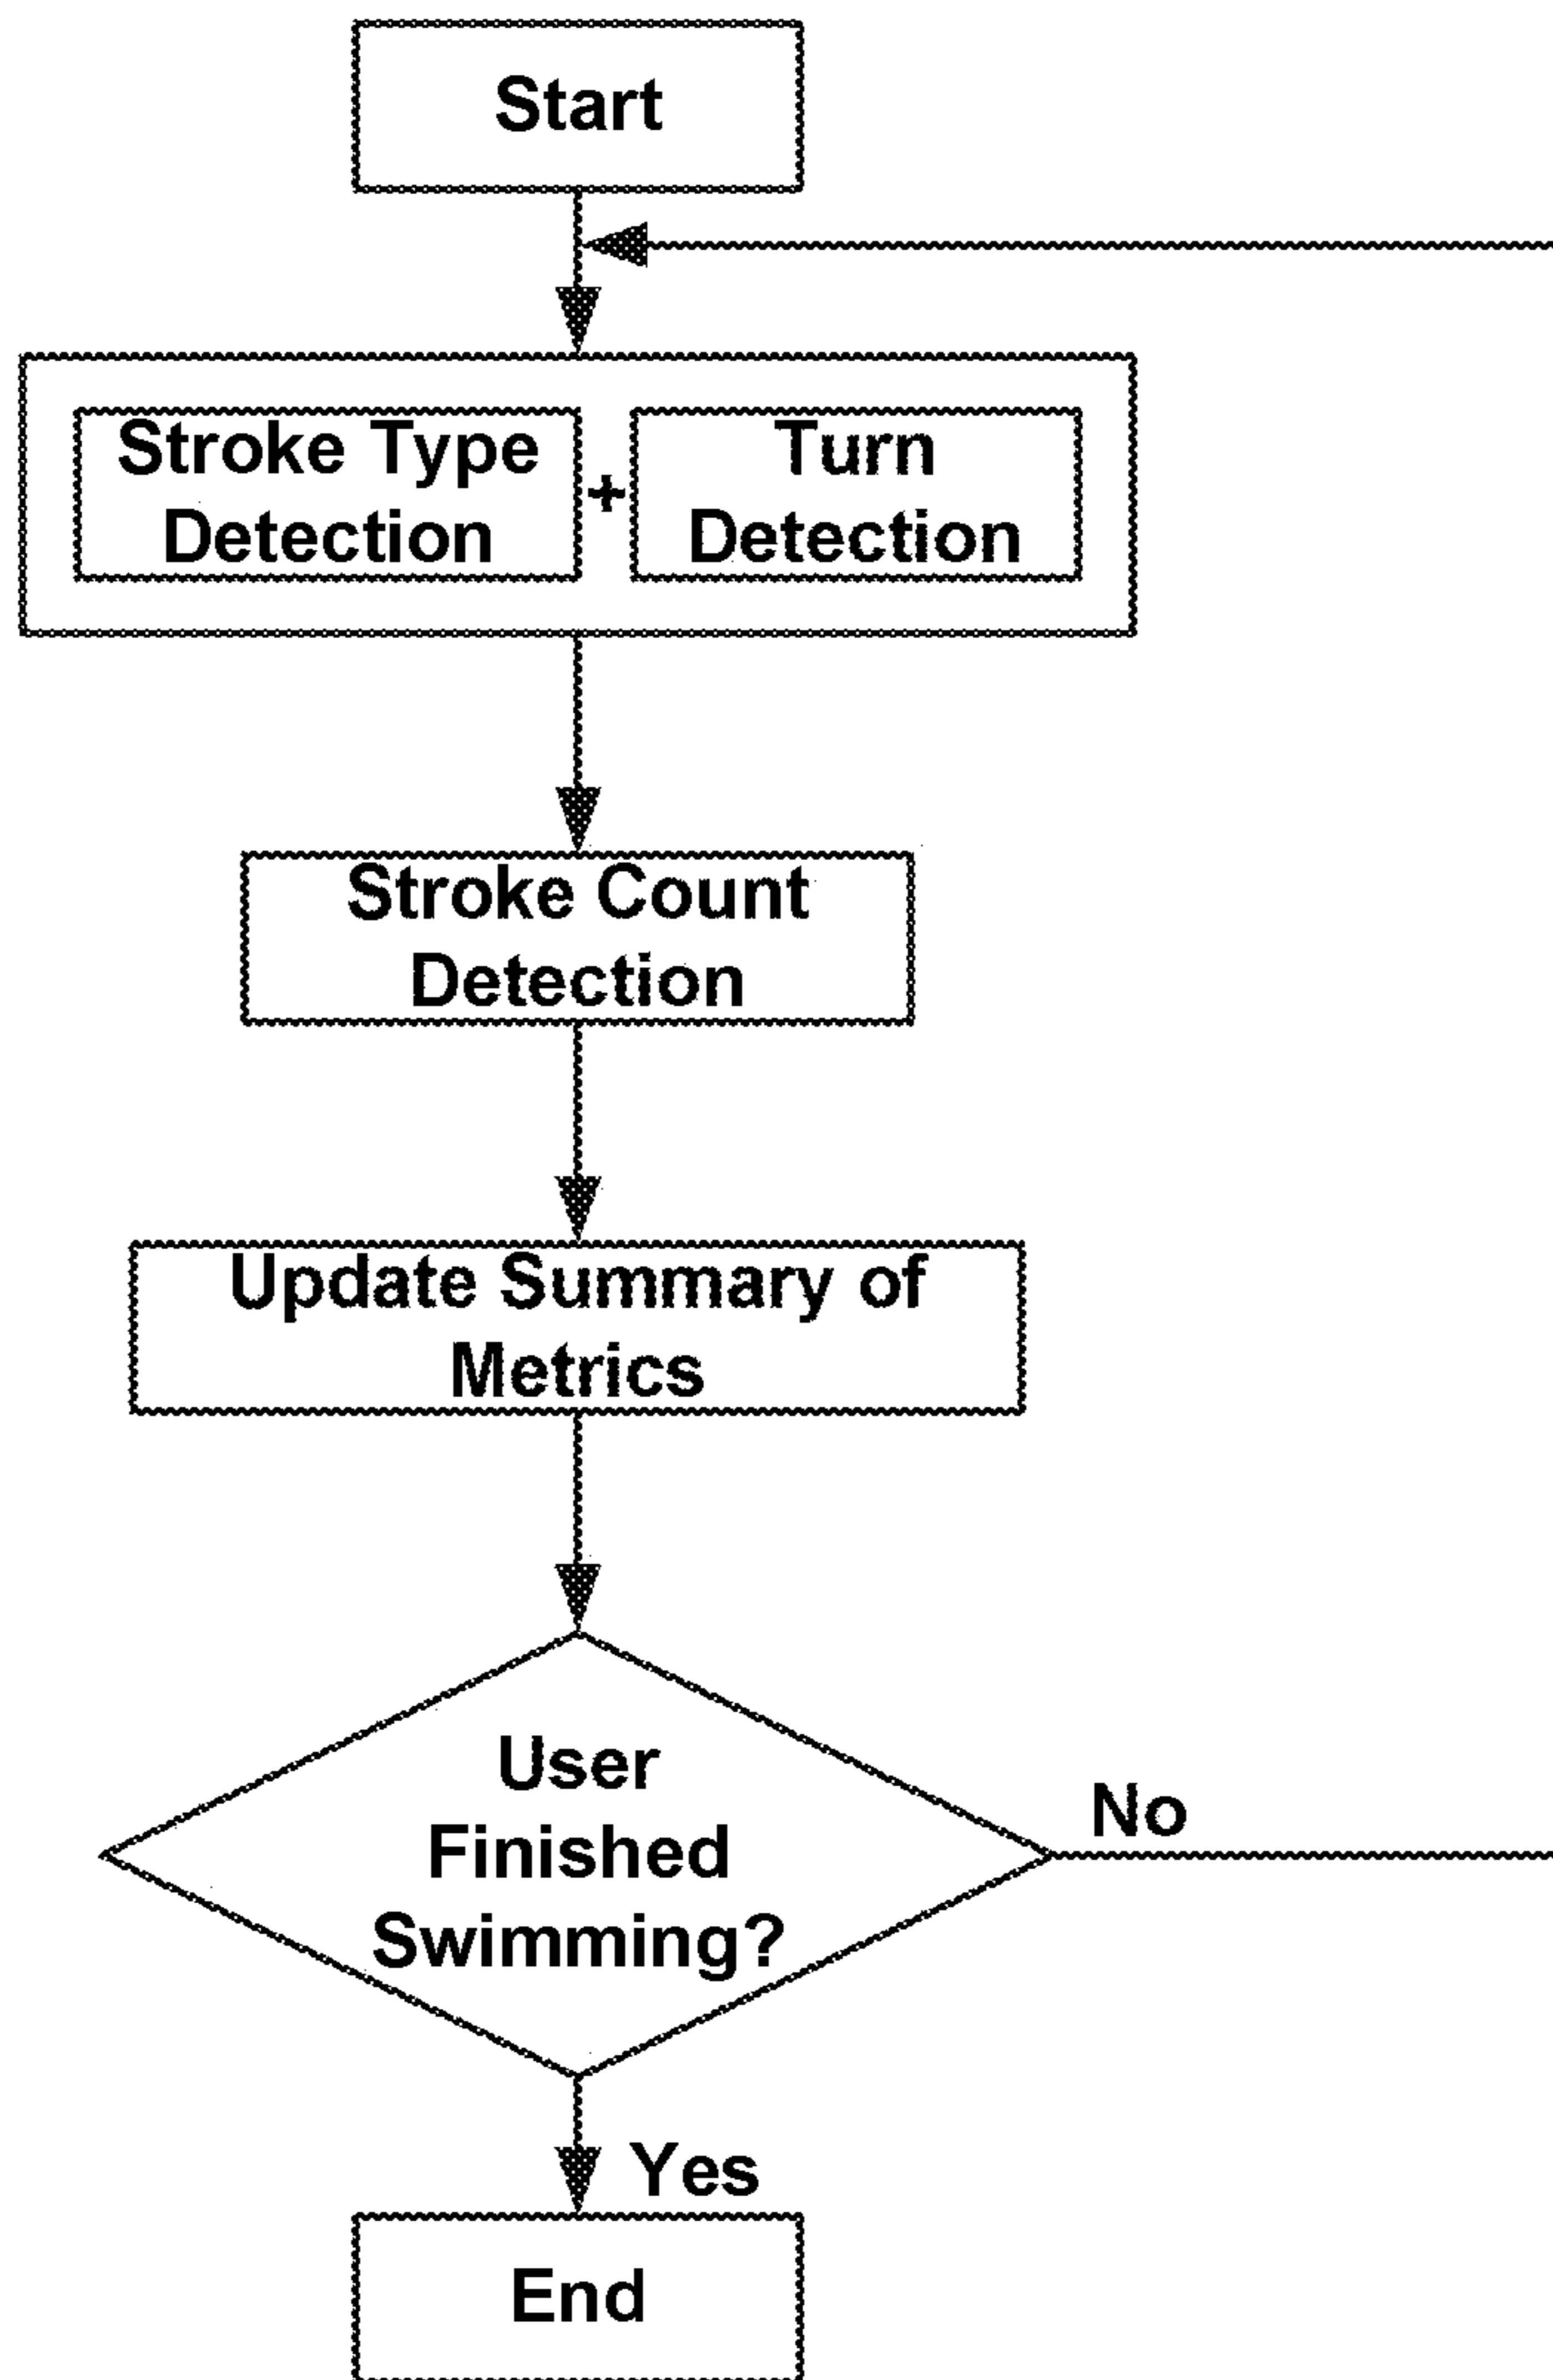 Start
Stroke Type
Detection
+
Turn
Detection
Stroke Count
Detection
Update Summary of
Metrics
User
Finished
Swimming?
No
Yes
End